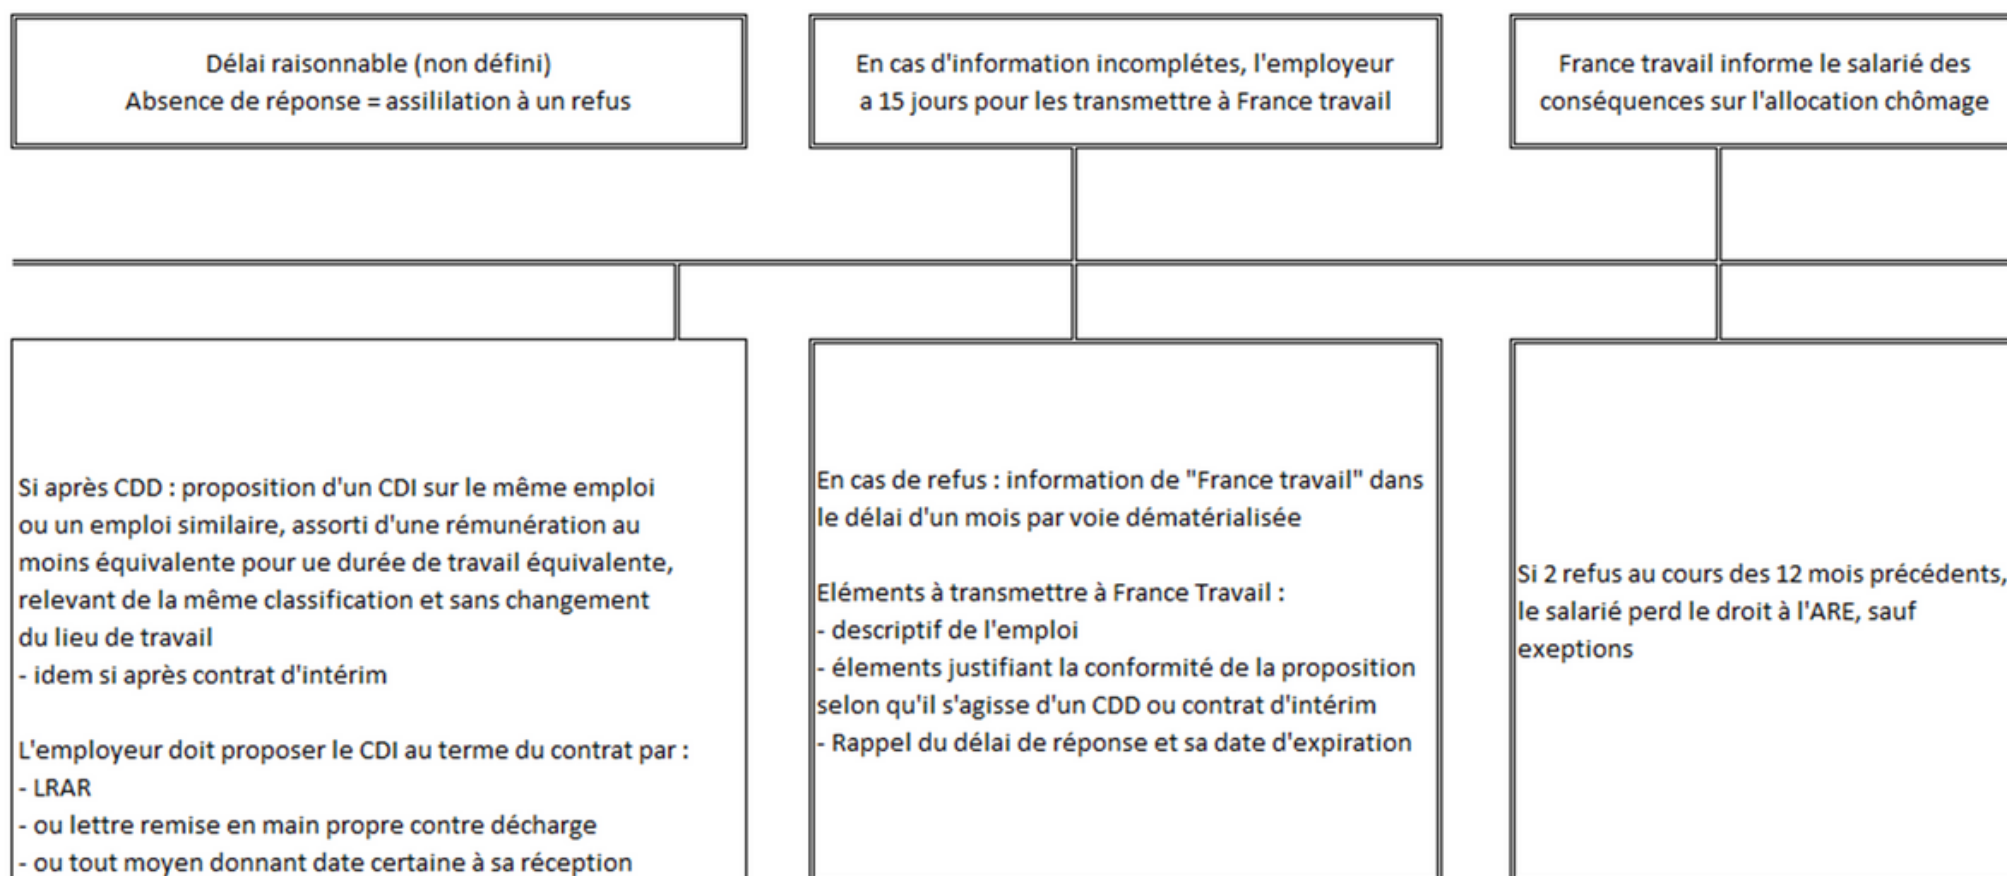 Délai raisonnable (non défini)
Absence de réponse = assililation à un refus
En cas d'information incomplétes, l'employeur
a 15 jours pour les transmettre à France travail
France travail informe le salarié des
conséquences sur l'allocation chômage
Si après CDD : proposition d'un CDI sur le même emploi
ou un emploi similaire, assorti d'une rémunération au
moins équivalente pour ue durée de travail équivalente,
relevant de la même classification et sans changement
du lieu de travail
- idem si après contrat d'intérim
L'employeur doit proposer le CDI au terme du contrat par :
- LRAR
- ou lettre remise en main propre contre décharge
- ou tout moyen donnant date certaine à sa réception
En cas de refus : information de "France travail" dans
le délai d'un mois par voie dématérialisée
Eléments à transmettre à France Travail :
- descriptif de l'emploi
- élements justifiant la conformité de la proposition
selon qu'il s'agisse d'un CDD ou contrat d'intérim
- Rappel du délai de réponse et sa date d'expiration
Si 2 refus au cours des 12 mois précédents,
le salarié perd le droit à l'ARE, sauf
exeptions